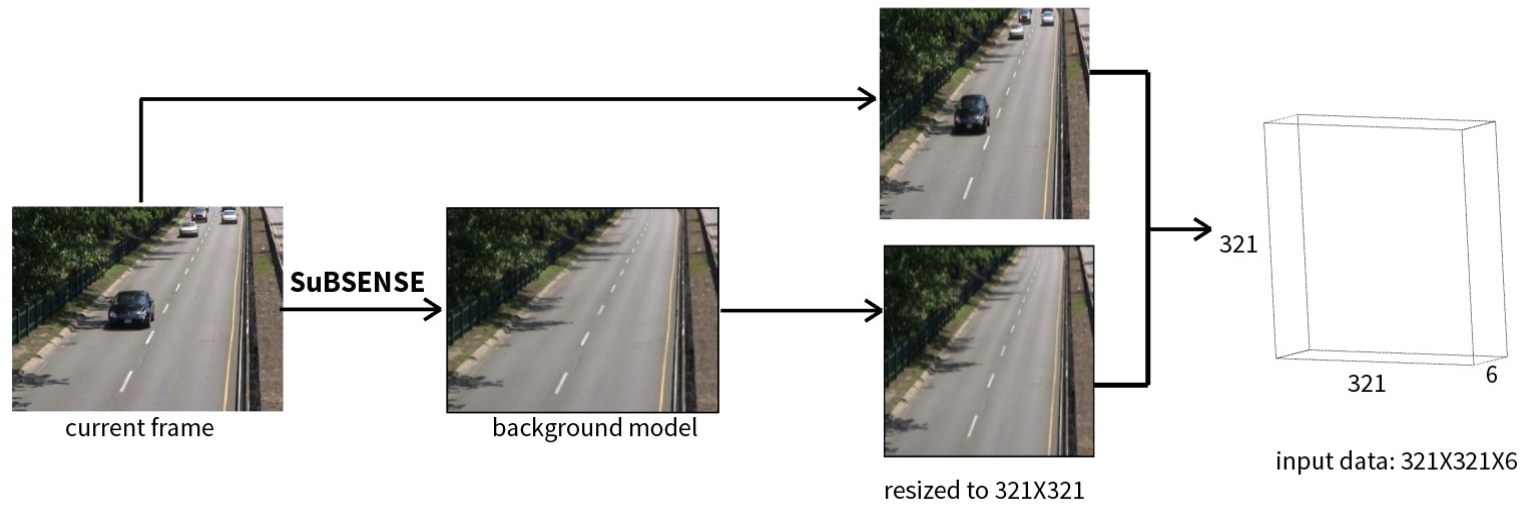 SuBSENSE
current frame
background model
resized to 321X321
321
321
6
input data: 321X321X6